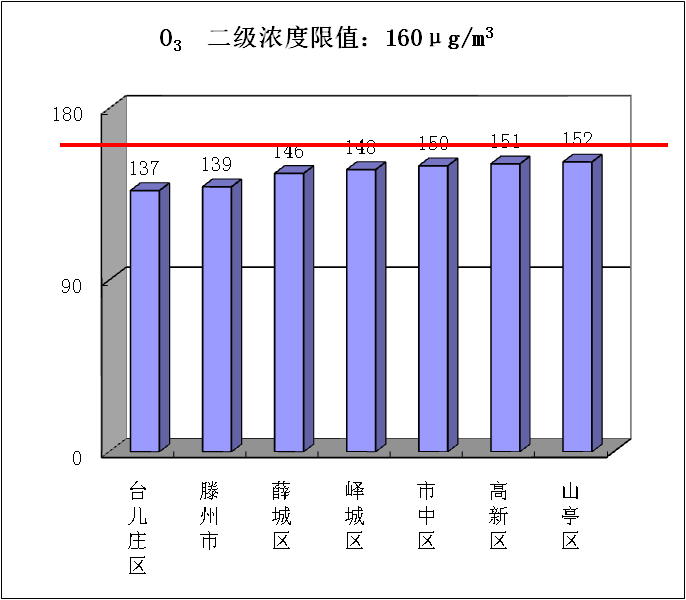 O₃ 二级浓度限值：160μg/m³
180
90
0
137
139
146
148
150
151
152
台儿庄区
滕州市
薛城区
峄城区
市中区
高新区
山亭区